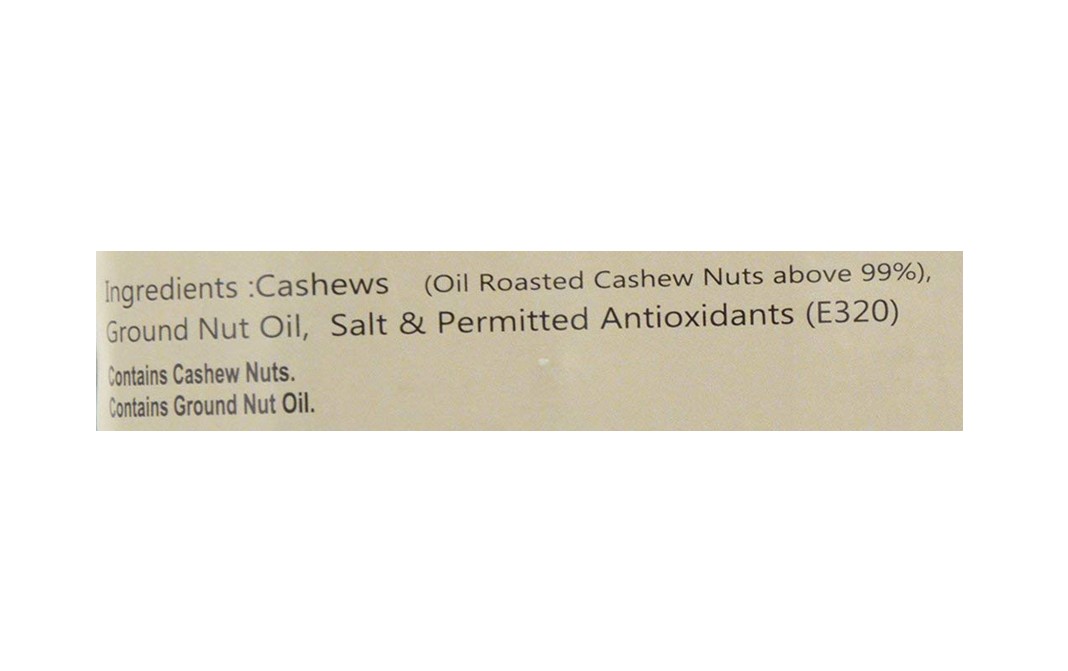 Ingredients :Cashews (Oil Roasted Cashew Nuts above 99%),
Ground Nut Oil, Salt & Permitted Antioxidants (E320)
Contains Cashew Nuts.
Contains Ground Nut Oil.